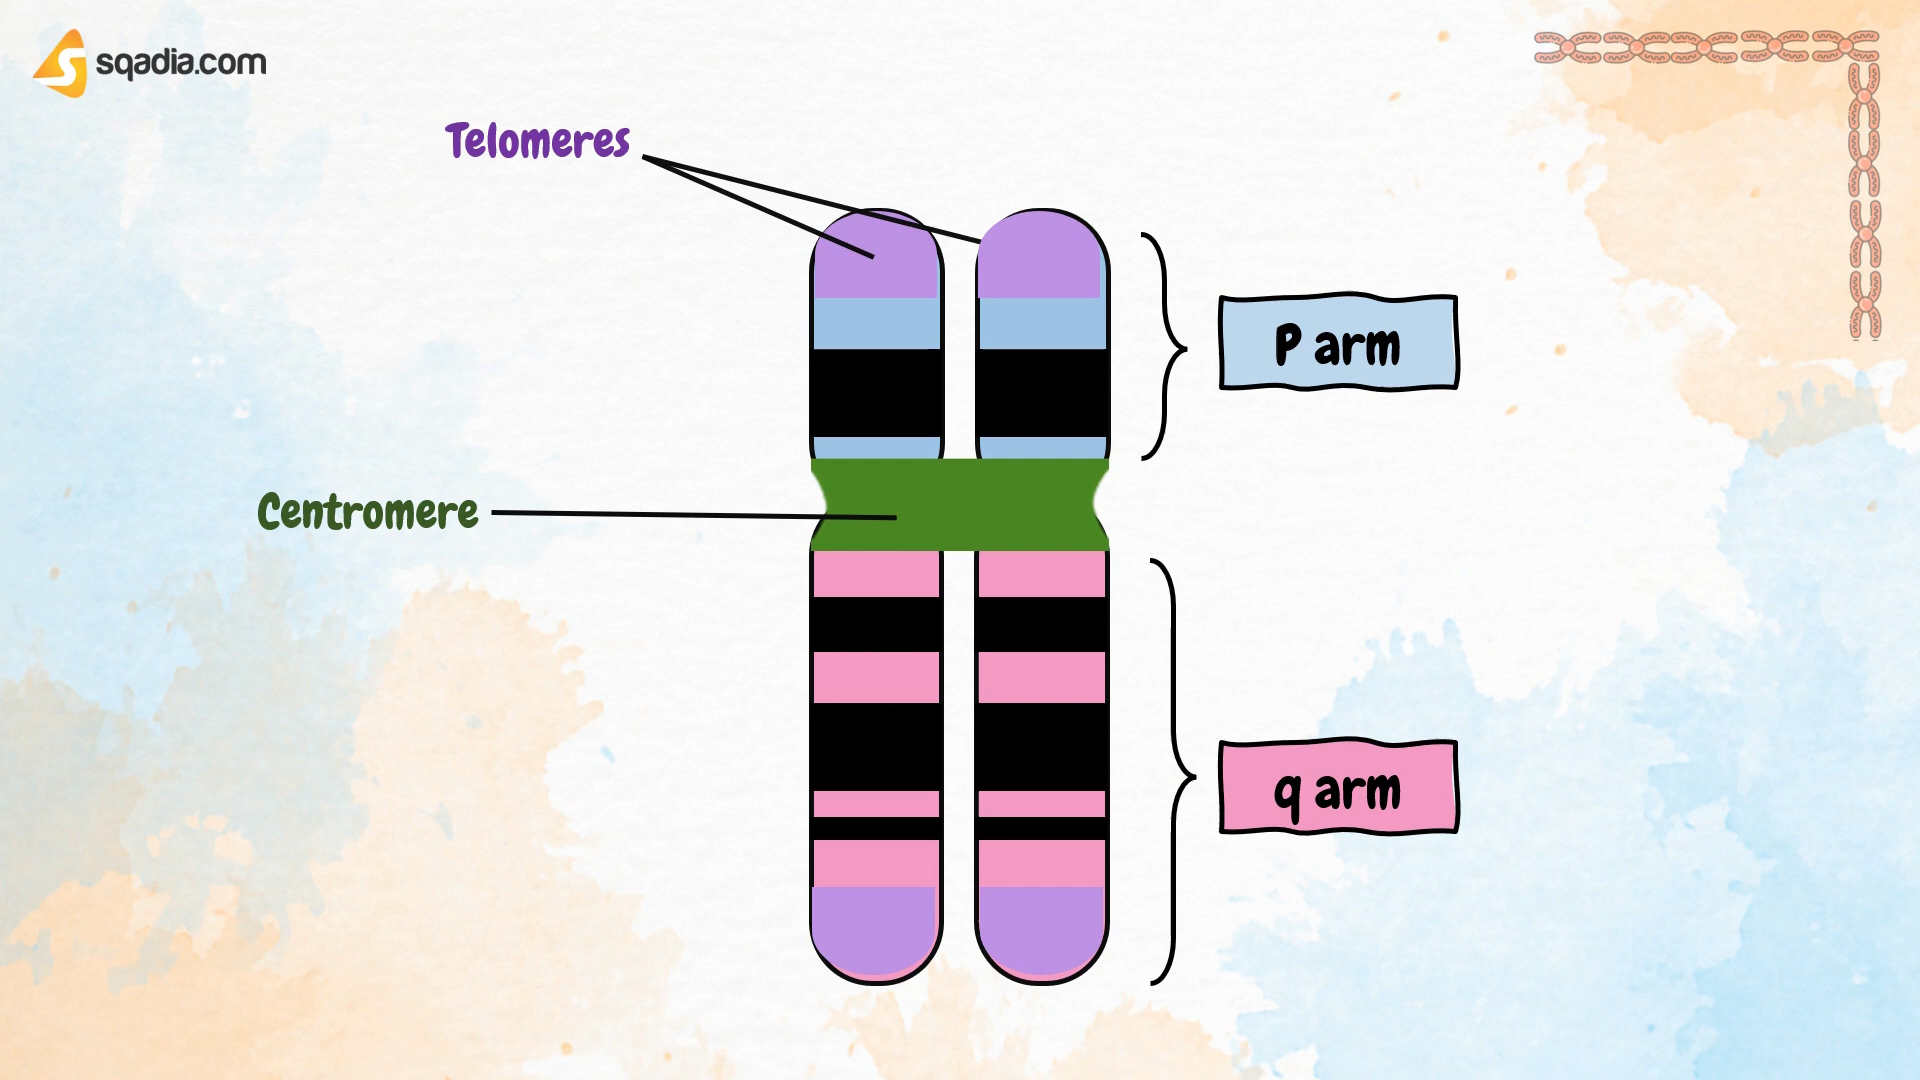 sqadia.com
Telomeres
P arm
Centromere
q arm